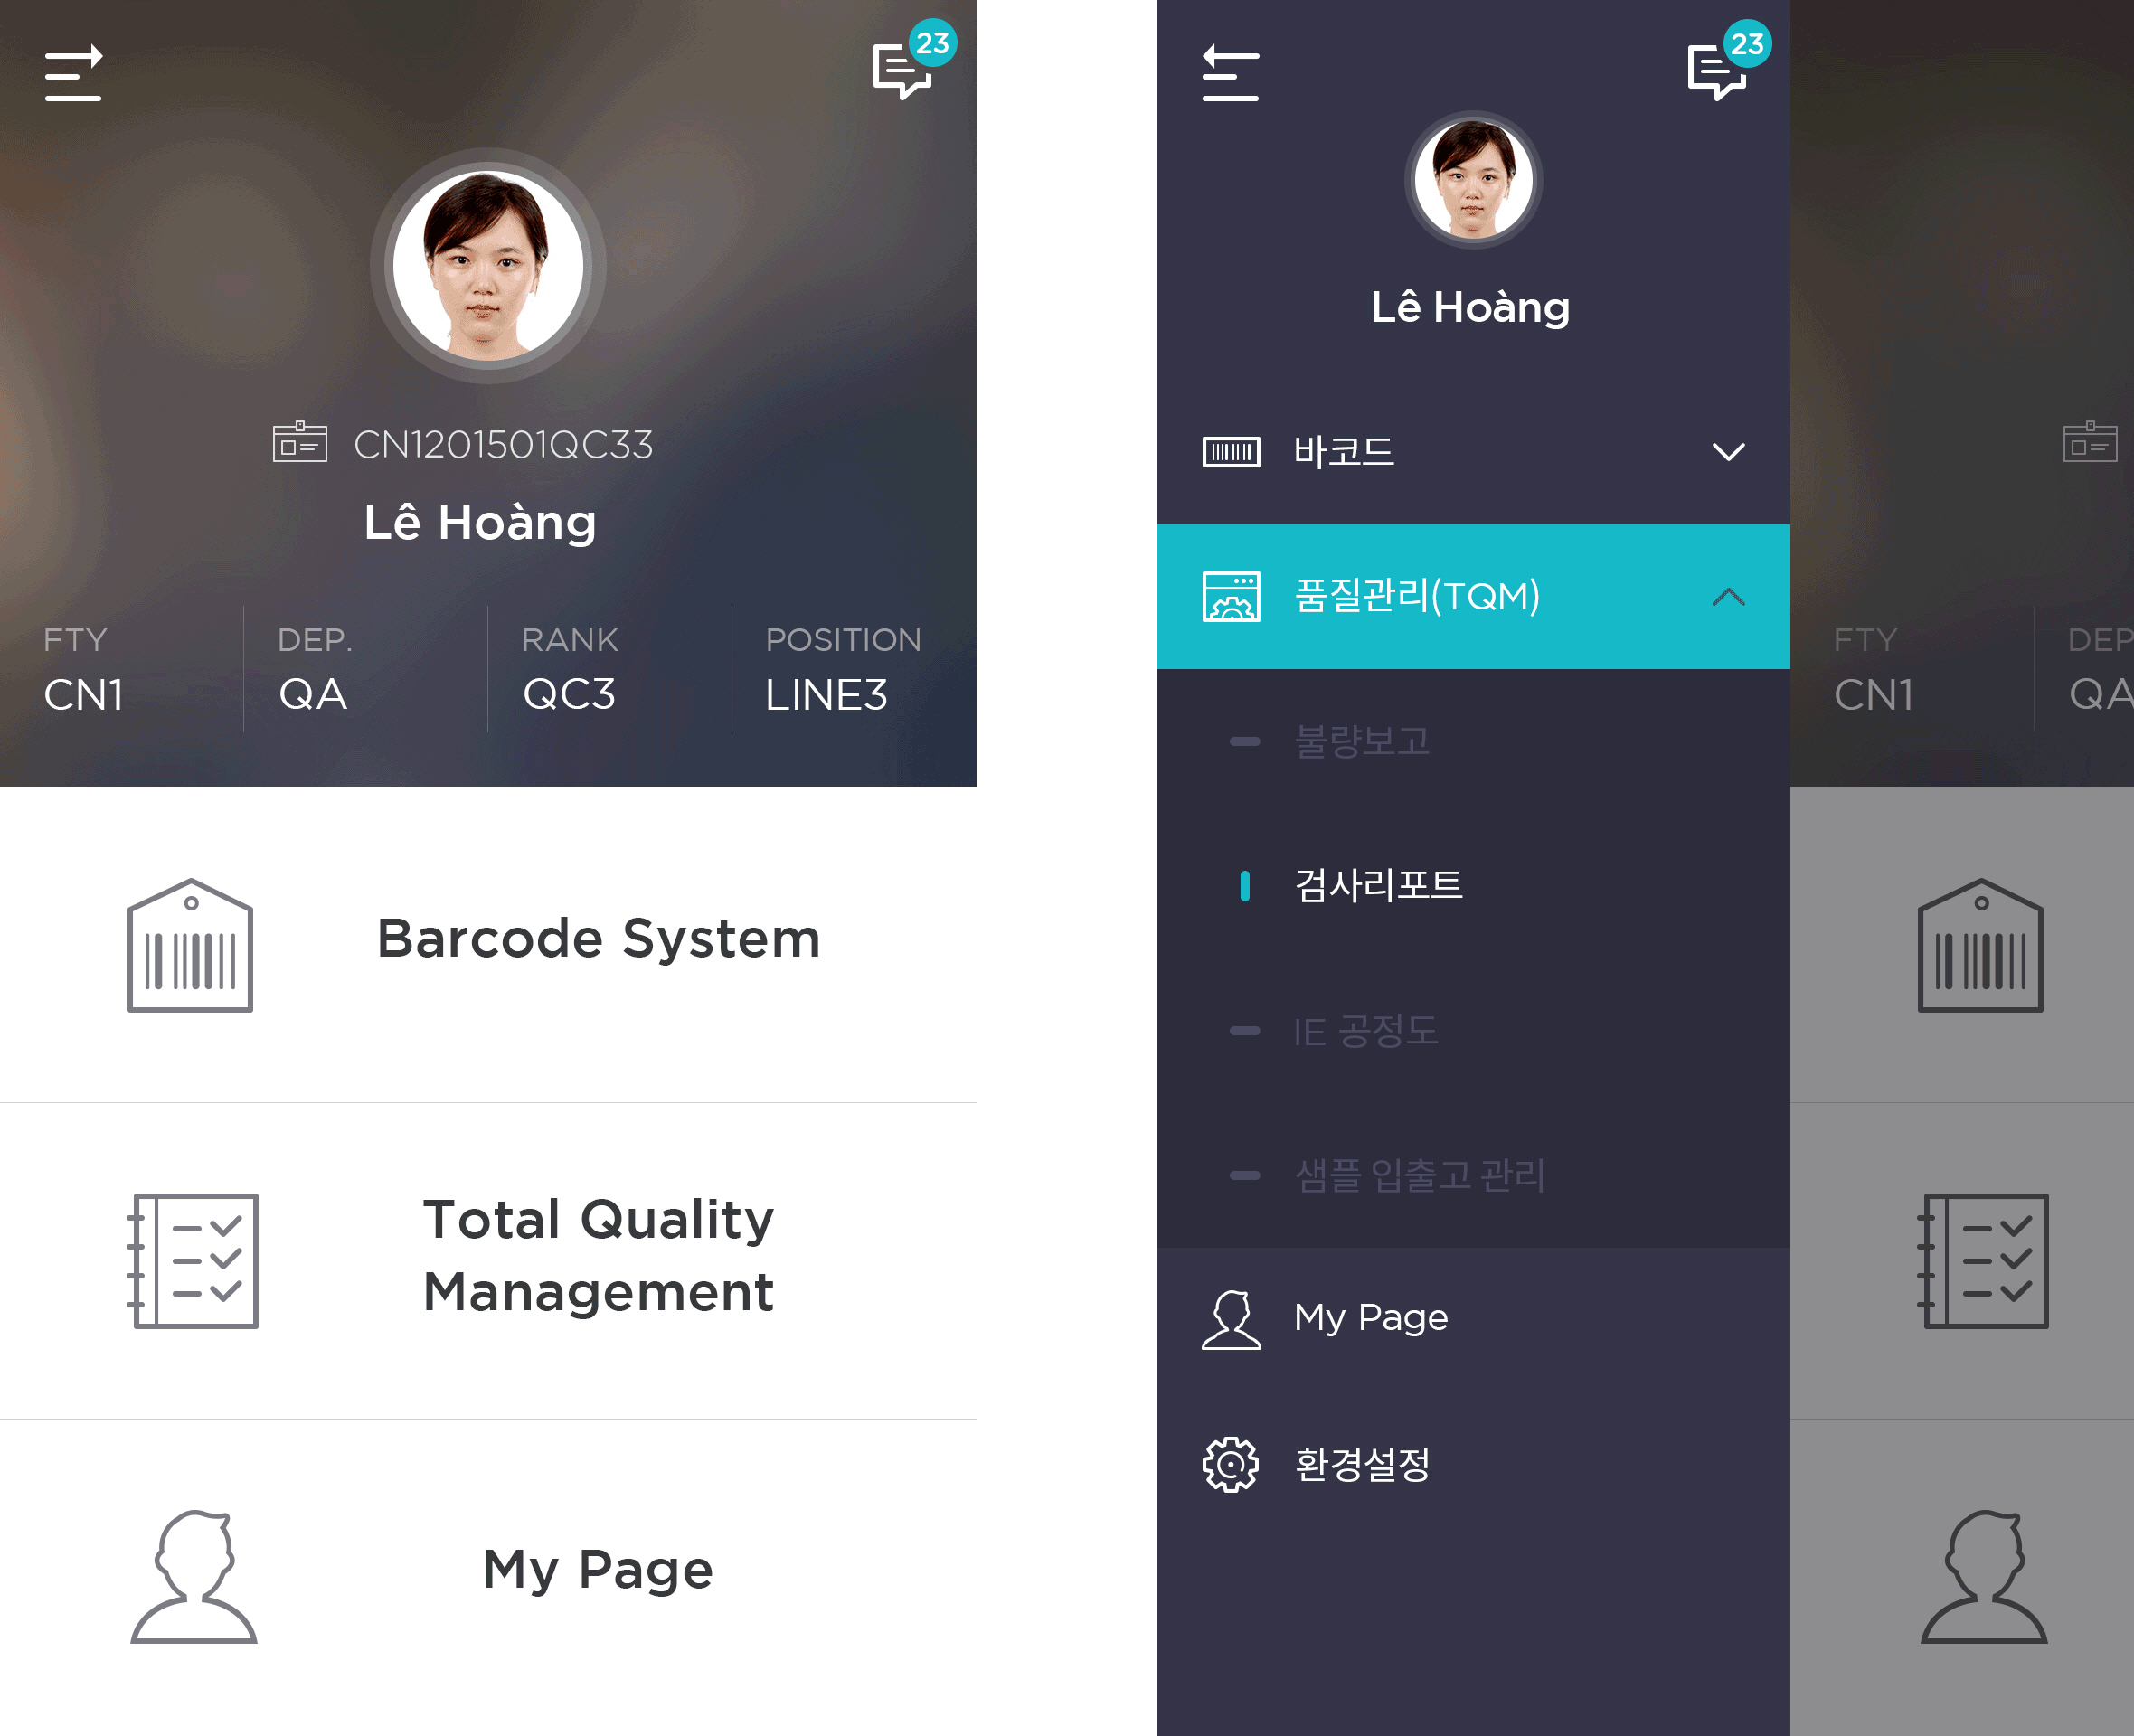 23
CN1201501QC33
Lê Hoàng
FTY
DEP.
RANK
POSITION
CN1
QA
QC3
LINE3
Barcode System
Total Quality
Management
My Page
23
Lê Hoàng
바코드
품질관리(TQM)
불량보고
검사리포트
IE 공정도
샘플 입출고 관리
My Page
환경설정
FTY
DEP
CN1
QA